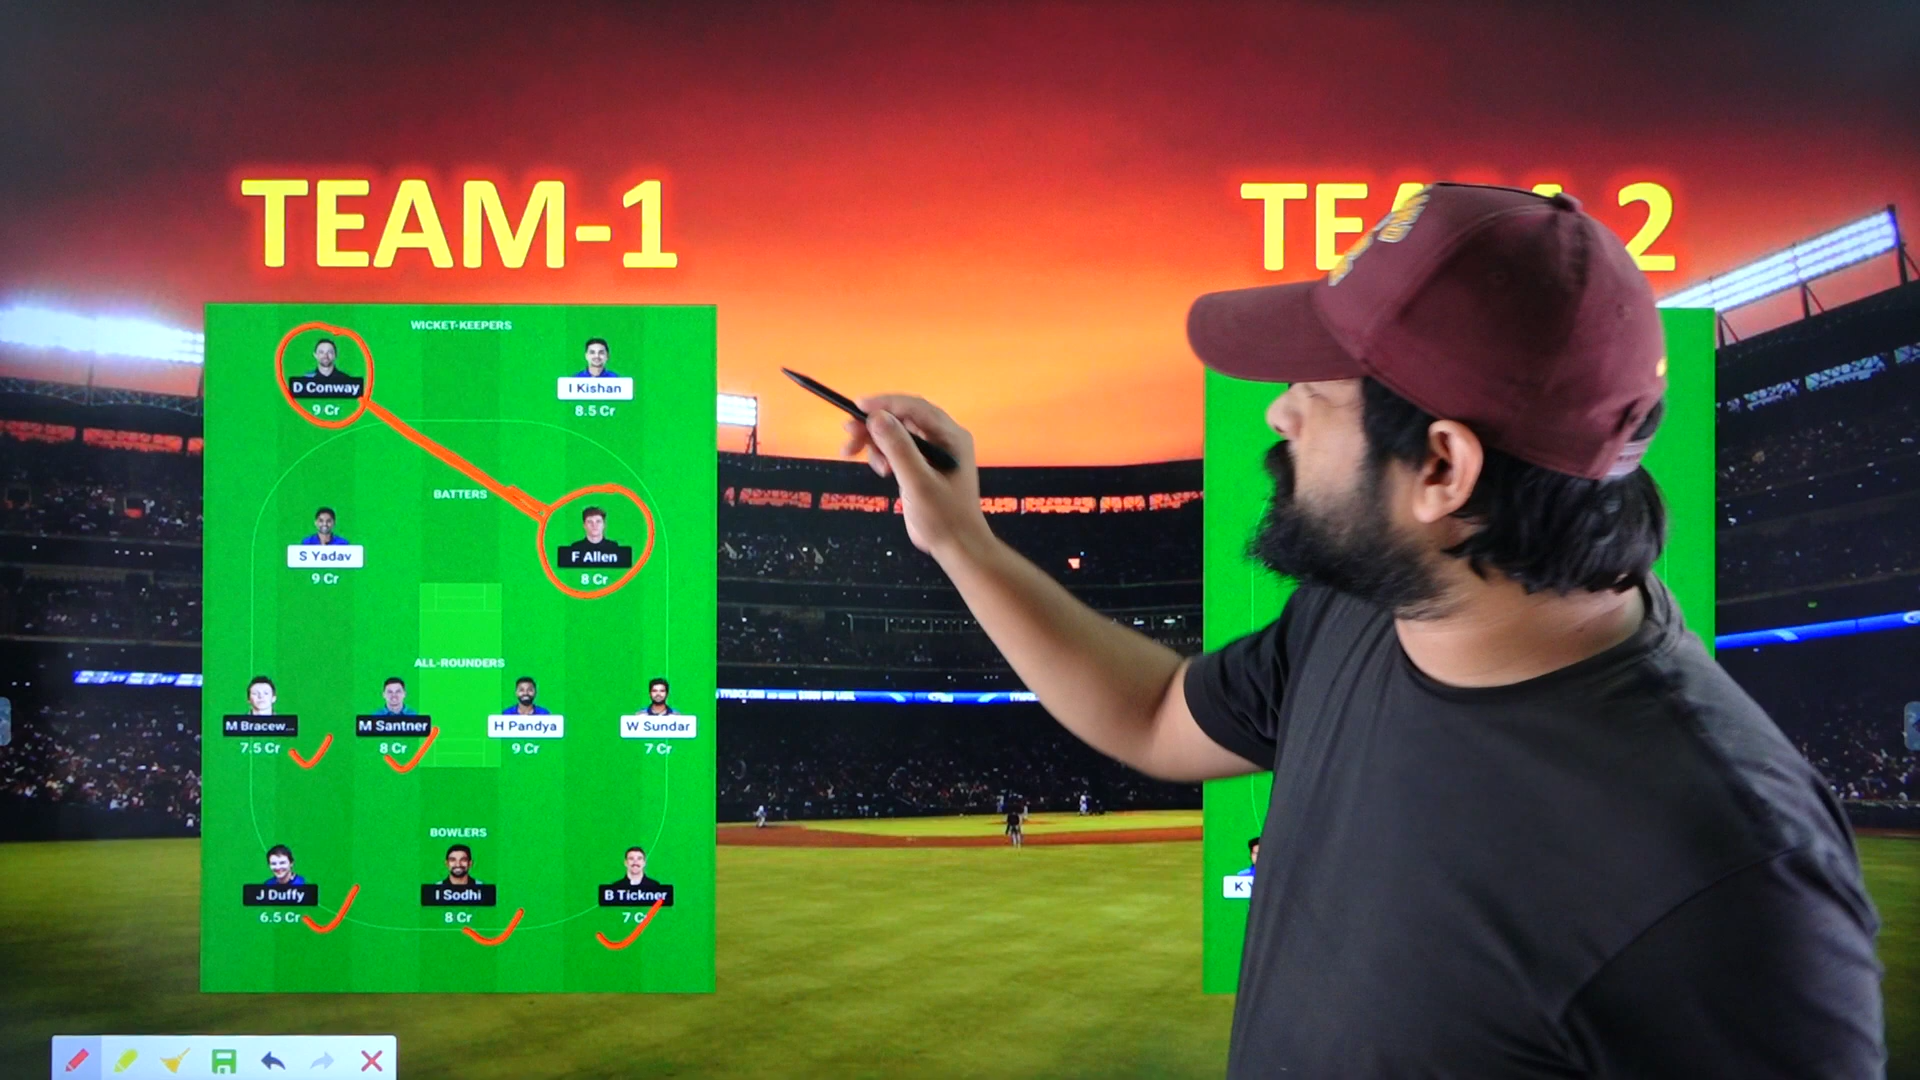 TEAM-1
WICKET-KEEPERS
D Conway
I Kishan
9 Cr
8.5 Cr
BATTERS
S Yadav
F Allen
9 Cr
8 Cr
ALL-ROUNDERS
M Bracew...
M Santner
H Pandya
W Sundar
7.5 Cr
8 Cr
9 Cr
7 Cr
BOWLERS
J Duffy
I Sodhi
B Tickner
6.5 Cr
8 Cr
7 C
TE
2
K